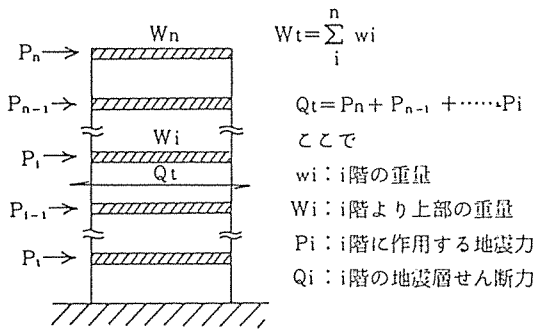 Wn
Pn
Pn-1
Wi
Pi
Qt
Pi-1
Pi
n
Wt=∑ wi
i
Qt=Pn+ Pn-1 +······Pi
ここで
wi:i階の重量
Wi:i階より上部の重量
Pi:i階に作用する地震力
Qi:i階の地震層せん断力